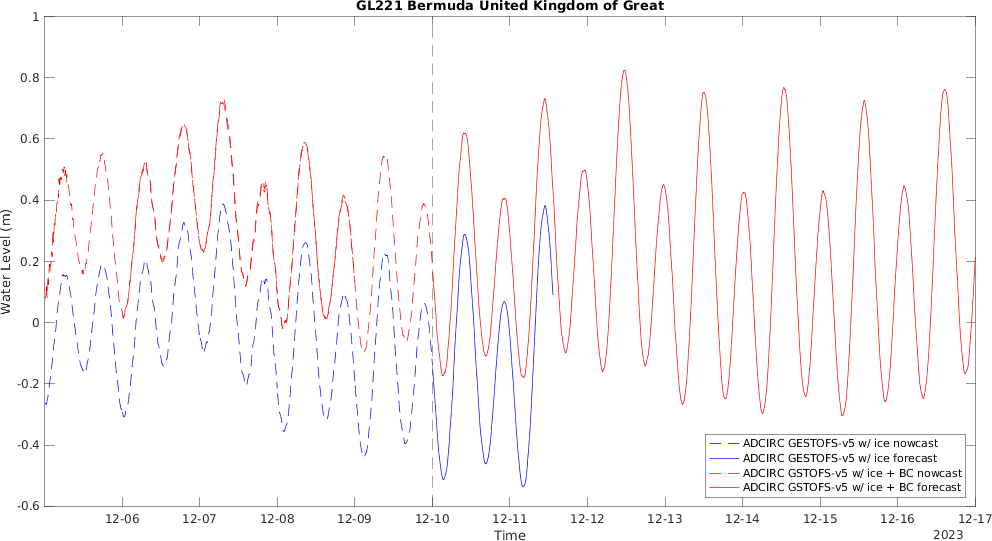 GL221 Bermuda United Kingdom of Great
1
0.8
0.6
0.4
0.2
0
-0.2
-0.4
-0.6
Water Level (m)
12-06 12-07 12-08 12-09 12-10 12-11 12-12 12-13 12-14 12-15 12-16 12-17
Time
2023
ADCIRC GESTOFS-v5 w/ ice nowcast
ADCIRC GESTOFS-v5 w/ ice forecast
ADCIRC GSTOFS-v5 w/ ice + BC nowcast
ADCIRC GSTOFS-v5 w/ ice + BC forecast